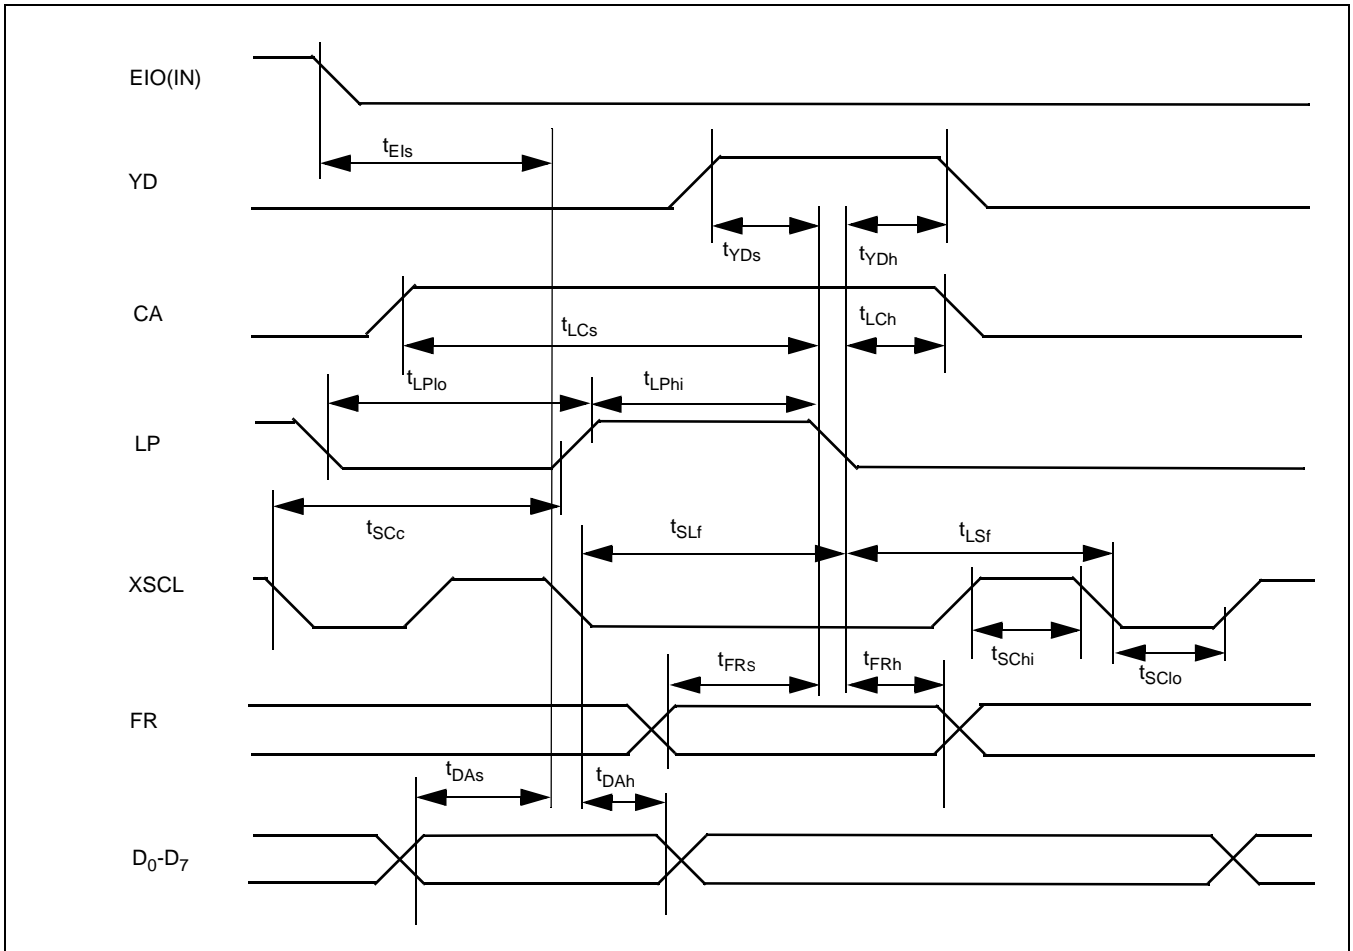 EIO(IN)
tEIs
YD
tYDs
tYDh
CA
tLCs
tLCh
tLPlo
tLPhi
LP
tSCc
tSLf
tLSf
XSCL
tSChi
tSClo
tFRs
tFRh
FR
tDAs
tDAh
D0-D7